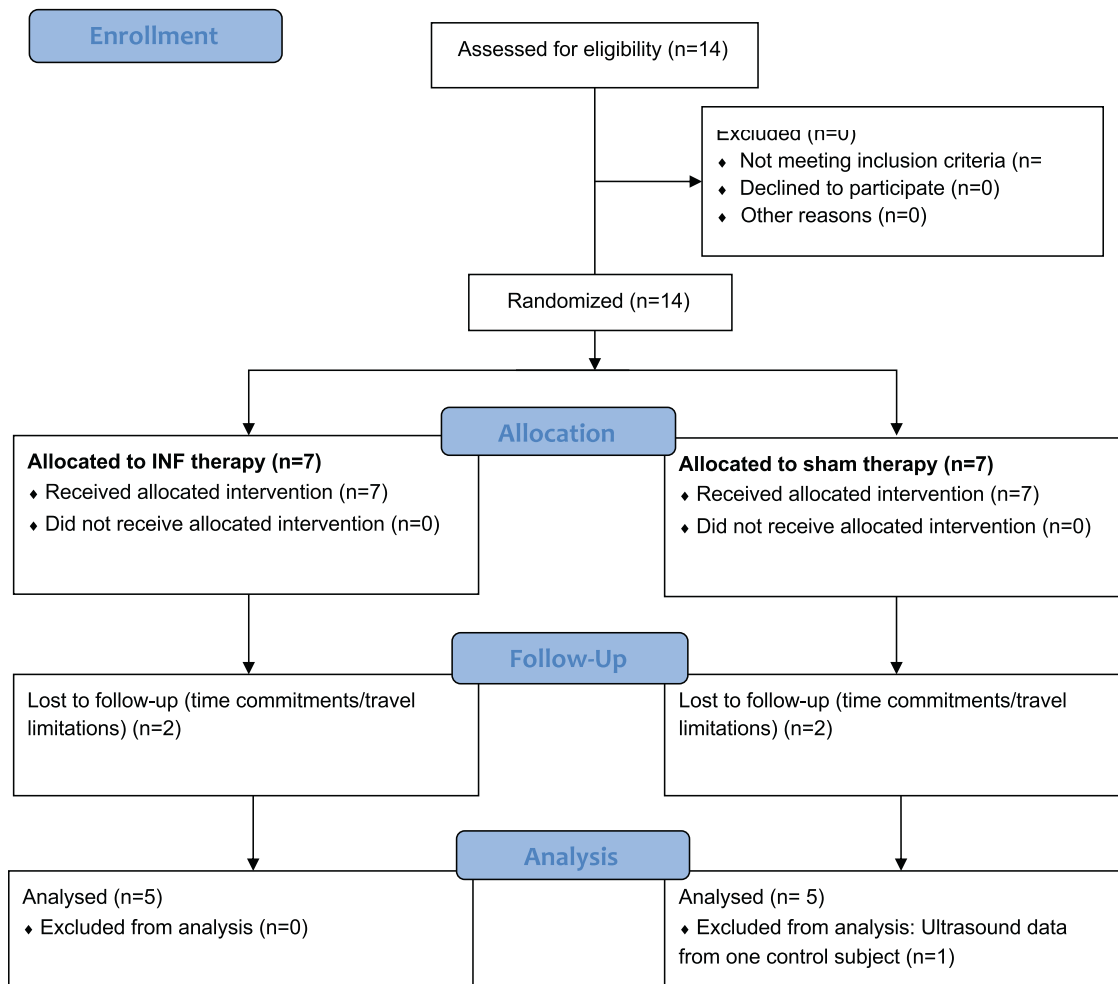 Enrollment
Assessed for eligibility (n=14)
Excluded (n=0)
♦ Not meeting inclusion criteria (n=
♦ Declined to participate (n=0)
♦ Other reasons (n=0)
Randomized (n=14)
Allocation
Allocated to INF therapy (n=7)
♦ Received allocated intervention (n=7)
♦ Did not receive allocated intervention (n=0)
Allocated to sham therapy (n=7)
♦ Received allocated intervention (n=7)
♦ Did not receive allocated intervention (n=0)
Follow-Up
Lost to follow-up (time commitments/travel
limitations) (n=2)
Lost to follow-up (time commitments/travel
limitations) (n=2)
Analysis
Analysed (n=5)
♦ Excluded from analysis (n=0)
Analysed (n= 5)
♦ Excluded from analysis: Ultrasound data
from one control subject (n=1)